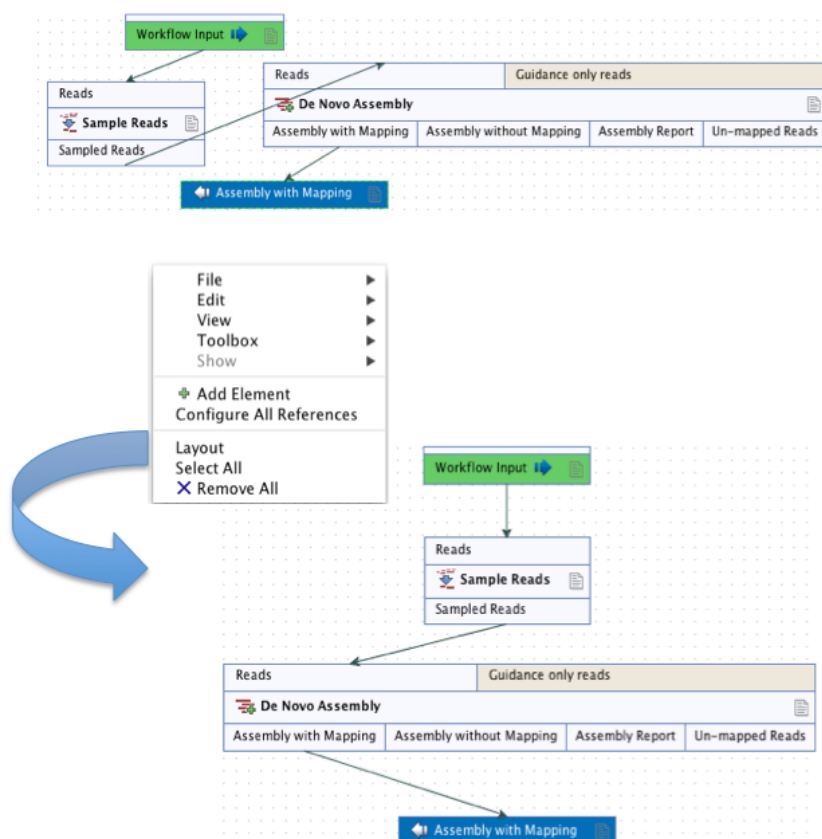 Workflow Input
Reads
Guidance only reads
Reads
De Novo Assembly
Sample Reads
Assembly with Mapping
Assembly without Mapping
Assembly Report
Un-mapped Reads
Sampled Reads
Assembly with Mapping
File
Edit
View
Toolbox
Show
Add Element
Configure All References
Layout
Select All
Remove All
Workflow Input
Reads
Sample Reads
Sampled Reads
Reads
Guidance only reads
De Novo Assembly
Assembly with Mapping
Assembly without Mapping
Assembly Report
Un-mapped Reads
Assembly with Mapping